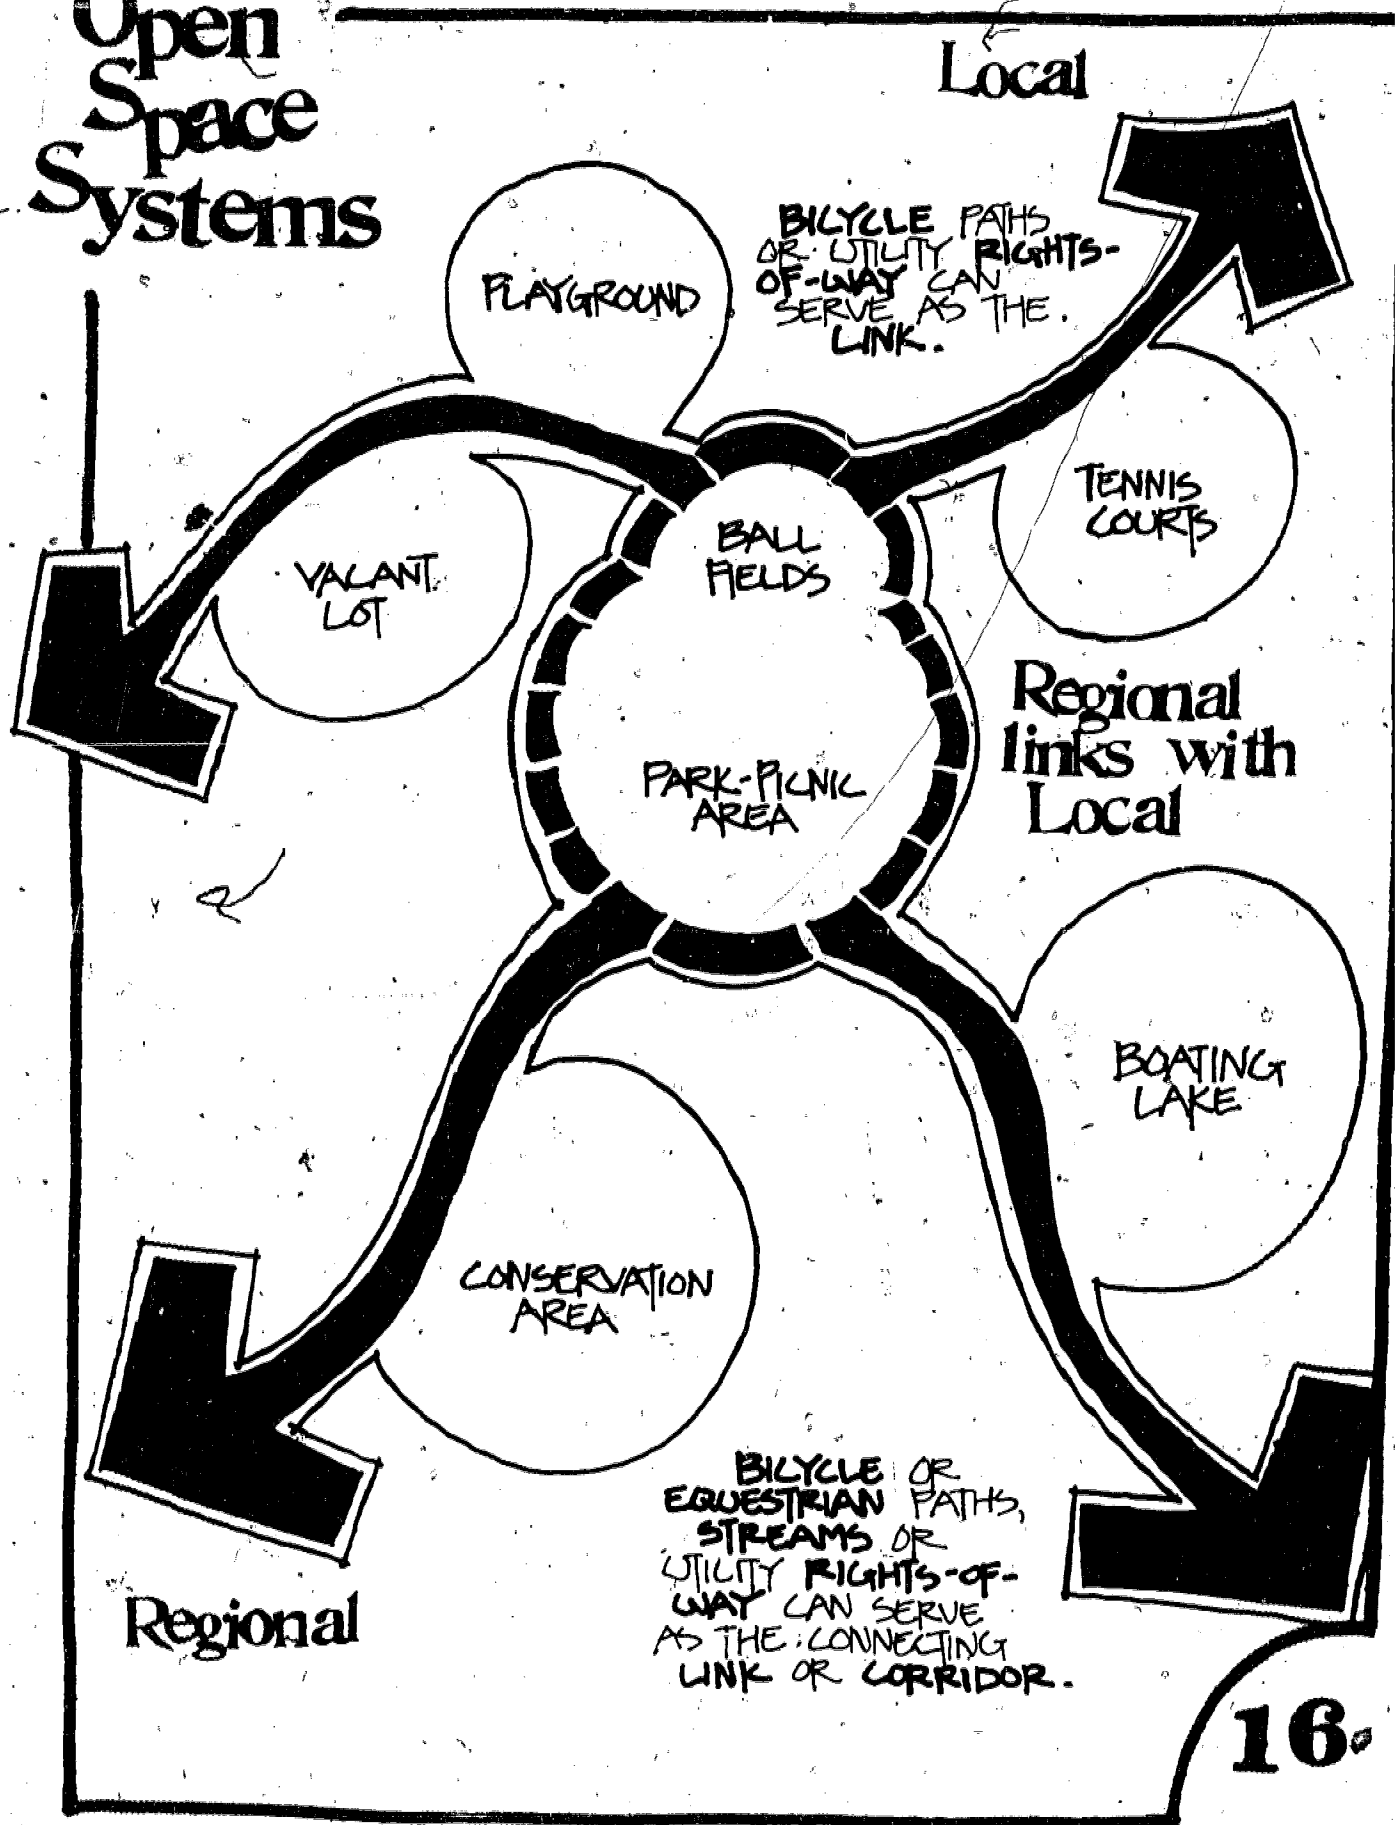 Open
Space
Systems
Local
BICYCLE PATHS
OR UTILITY RIGHTS-
OF-WAY CAN
SERVE AS THE
LINK.
PLAYGROUND
TENNIS
COURTS
BALL
FIELDS
VACANT
LOT
Regional
links with
Local
PARK-PICNIC
AREA
BOATING
LAKE
CONSERVATION
AREA
BICYCLE OR
EQUESTRIAN PATHS,
STREAMS OR
UTILITY RIGHTS-OF-
WAY CAN SERVE
AS THE CONNECTING
LINK OR CORRIDOR.
Regional
16